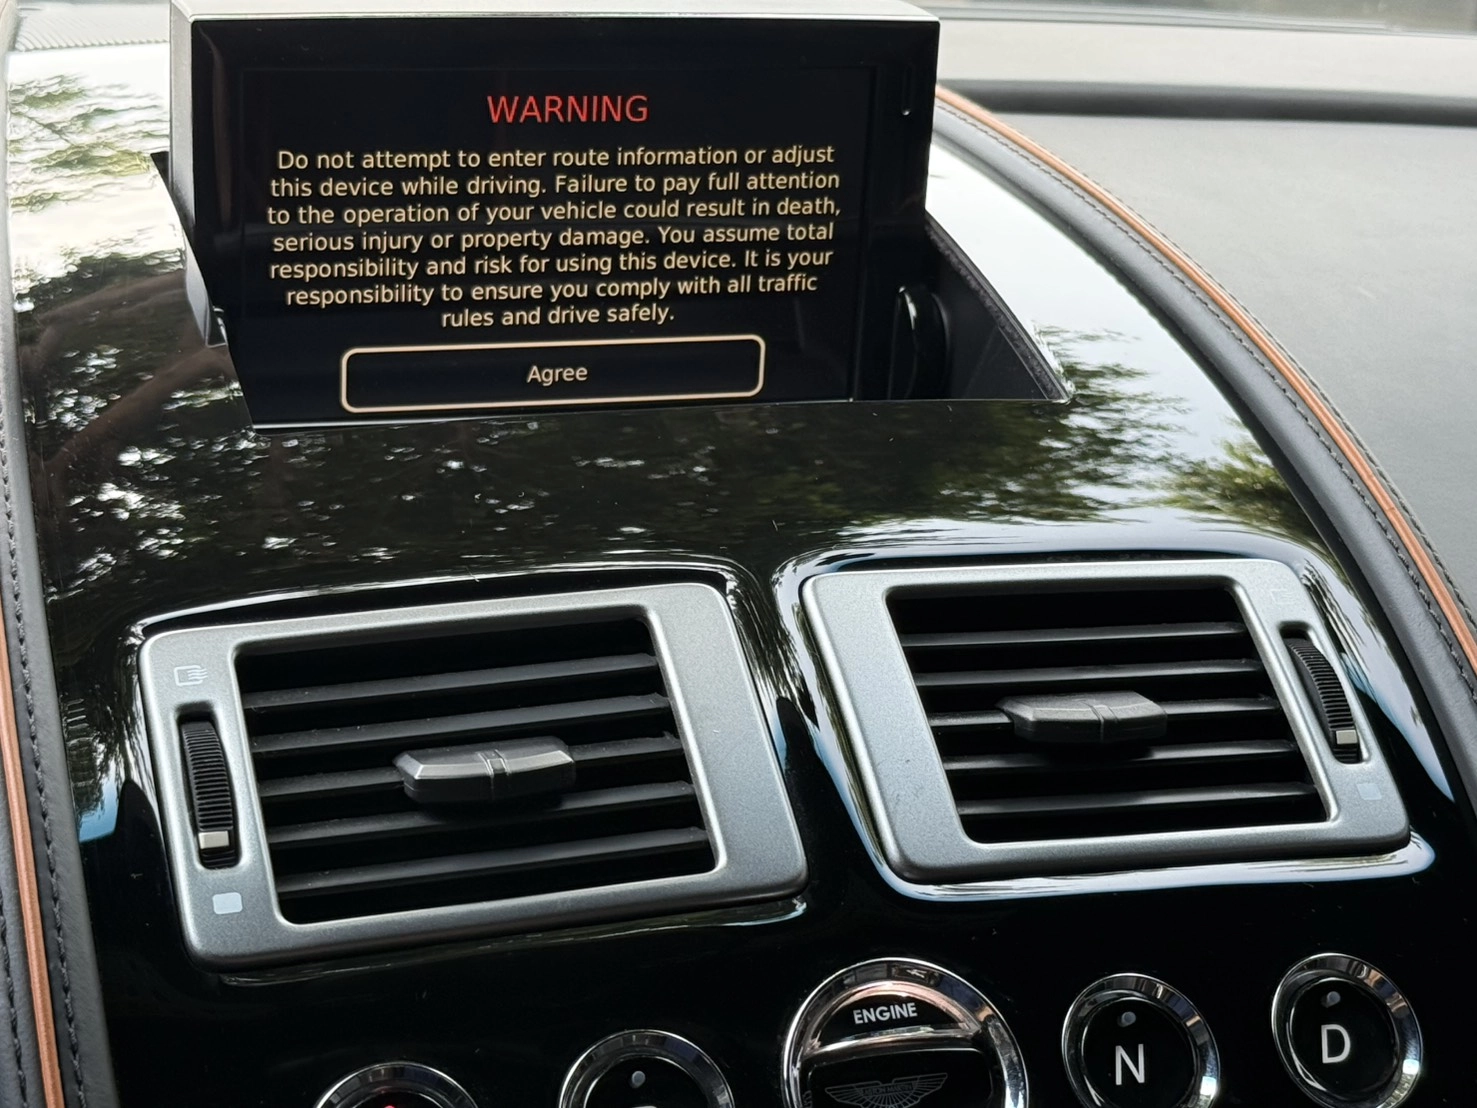 WARNING
Do not attempt to enter route information or adjust
this device while driving. Failure to pay full attention
to the operation of your vehicle could result in death,
serious injury or property damage. You assume total
responsibility and risk for using this device. It is your
responsibility to ensure you comply with all traffic
rules and drive safely.
Agree
ENGINE
ASTON MARTIN
N
D